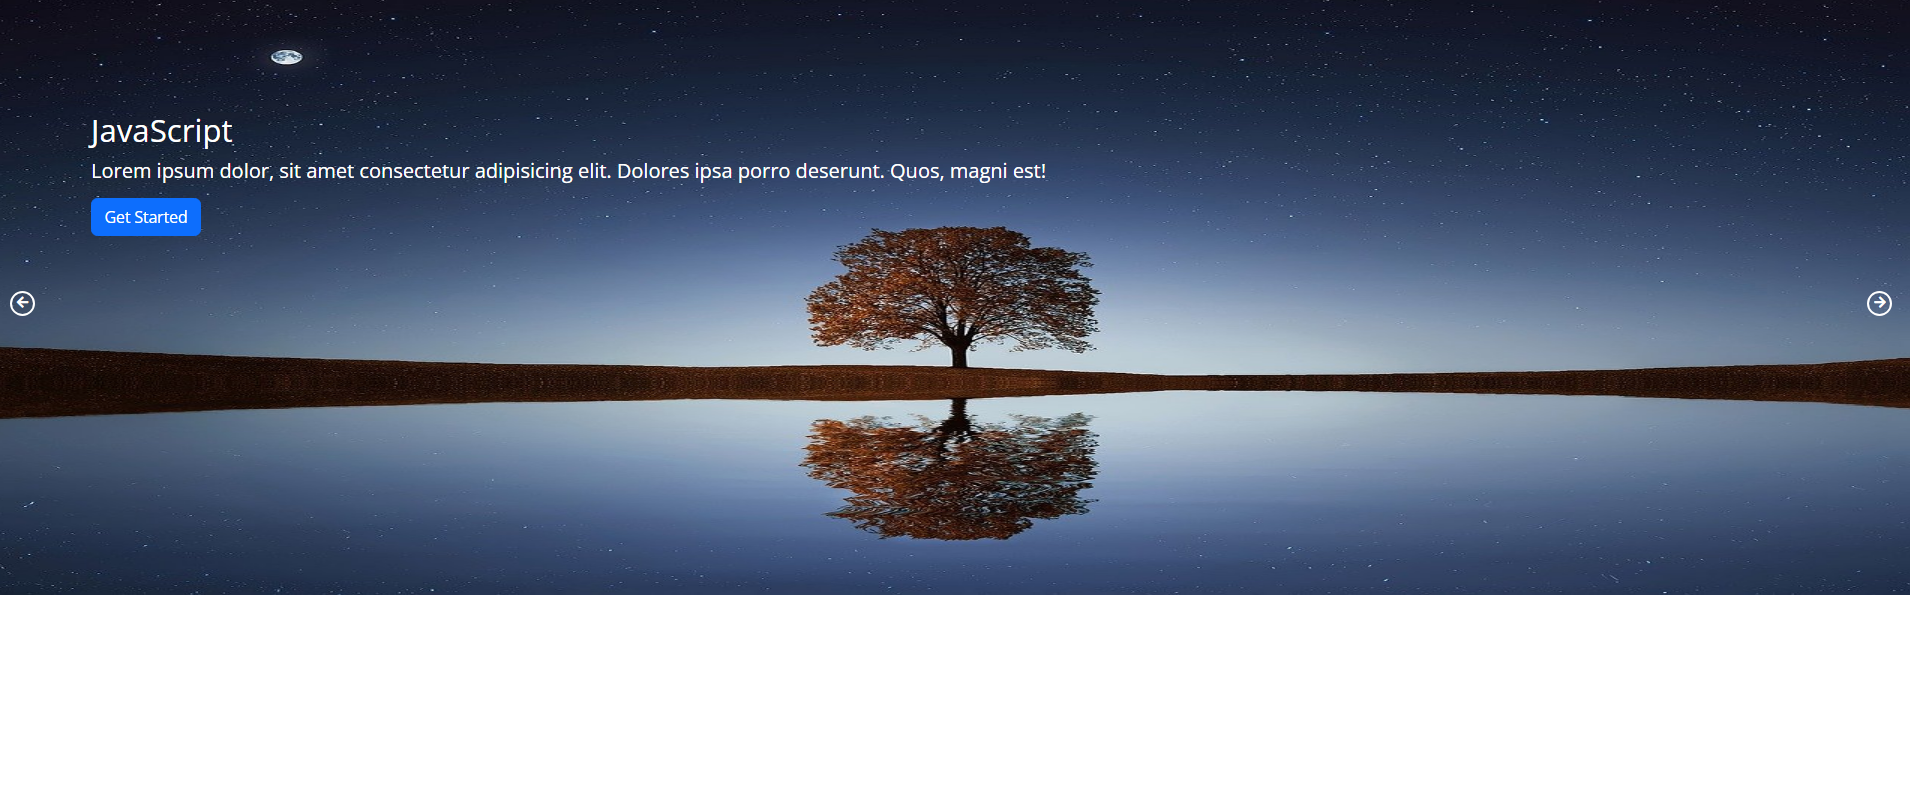 JavaScript
Lorem ipsum dolor, sit amet consectetur adipisicing elit. Dolores ipsa porro deserunt. Quos, magni est!
Get Started